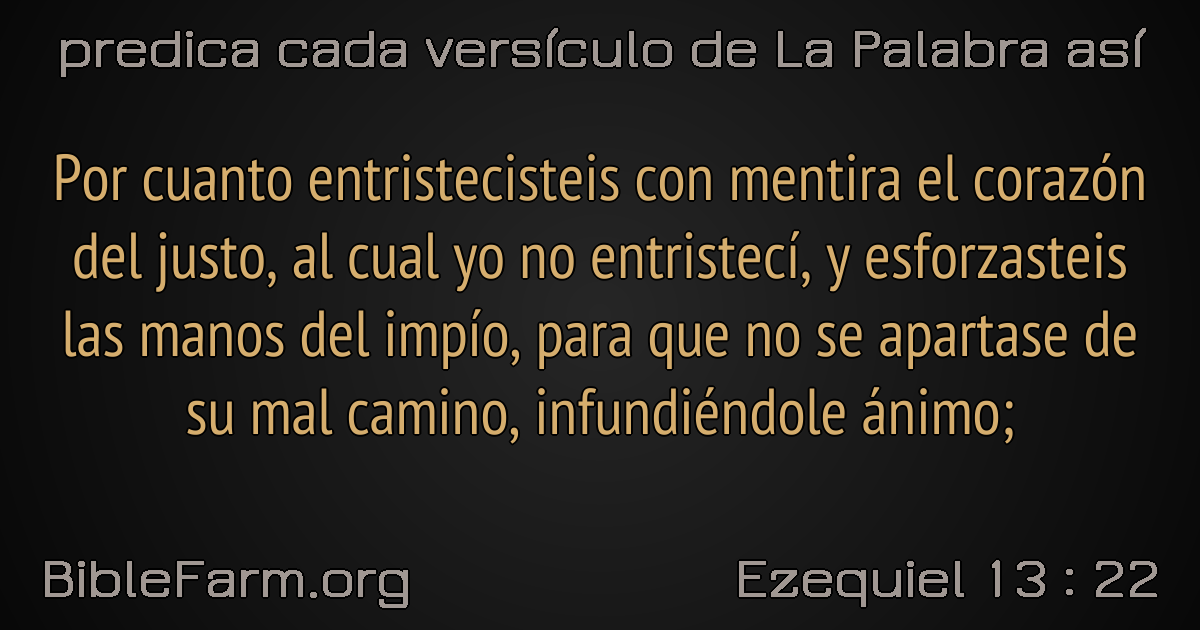 predica cada versículo de La Palabra así
Por cuanto entristecisteis con mentira el corazón
del justo, al cual yo no entristecí, y esforzasteis
las manos del impío, para que no se apartase de
su mal camino, infundiéndole ánimo;
BibleFarm.org
Ezequiel 13 : 22